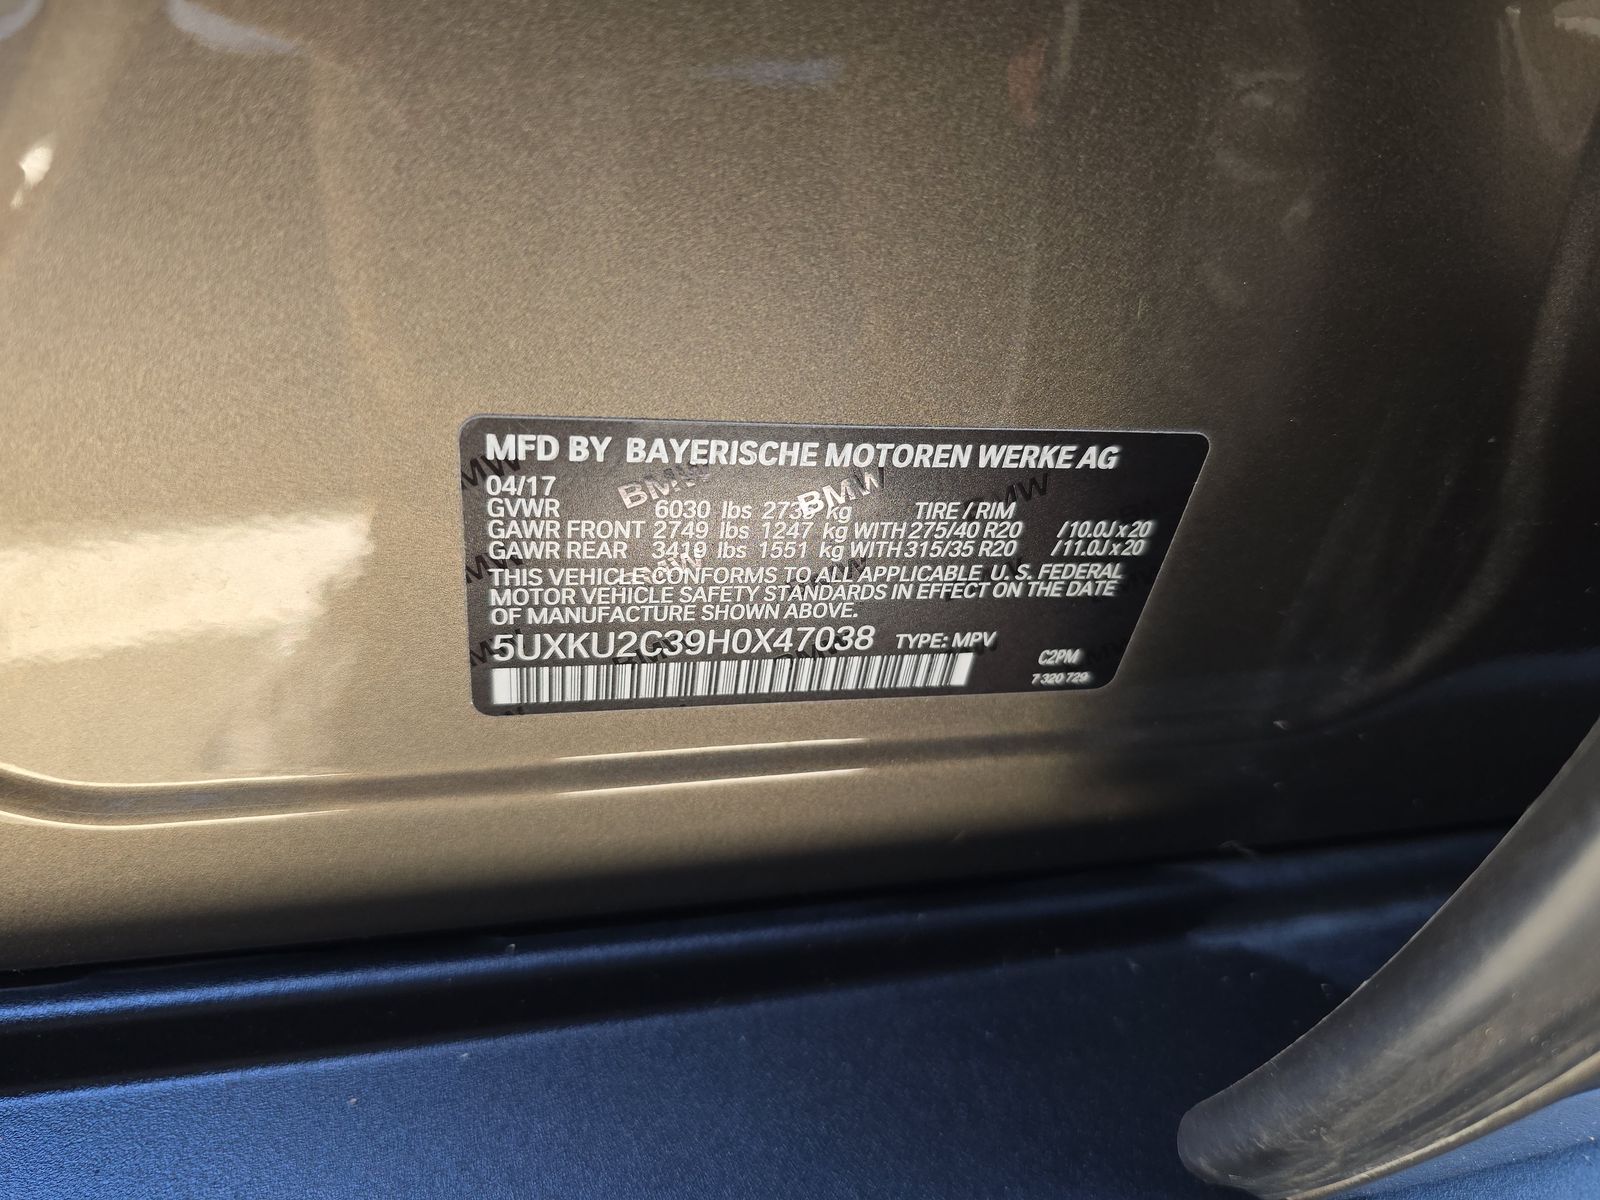 MFD BY BAYERISCHE MOTOREN WERKE AG
04/17
GVWR 6030 lbs 2735 kg TIRE / RIM
GAWR FRONT 2749 lbs 1247 kg WITH 275/40 R20 /10.0J x 20
GAWR REAR 3419 lbs 1551 kg WITH 315/35 R20 /11.0J x 20
THIS VEHICLE CONFORMS TO ALL APPLICABLE U. S. FEDERAL
MOTOR VEHICLE SAFETY STANDARDS IN EFFECT ON THE DATE
OF MANUFACTURE SHOWN ABOVE.
5UXKU2C39H0X47038 TYPE: MPV
C2PM
7 320 729